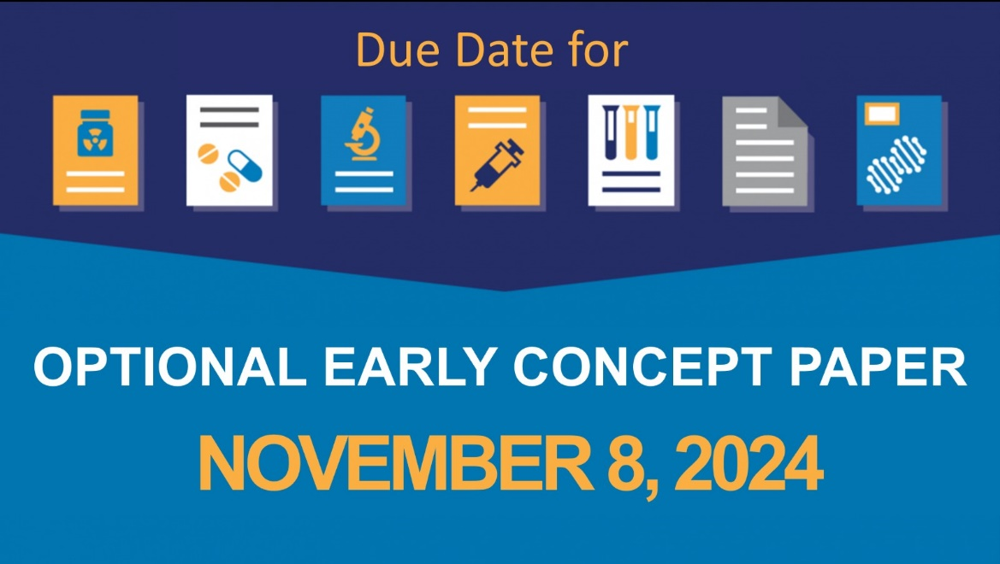 Due Date for
OPTIONAL EARLY CONCEPT PAPER
NOVEMBER 8, 2024